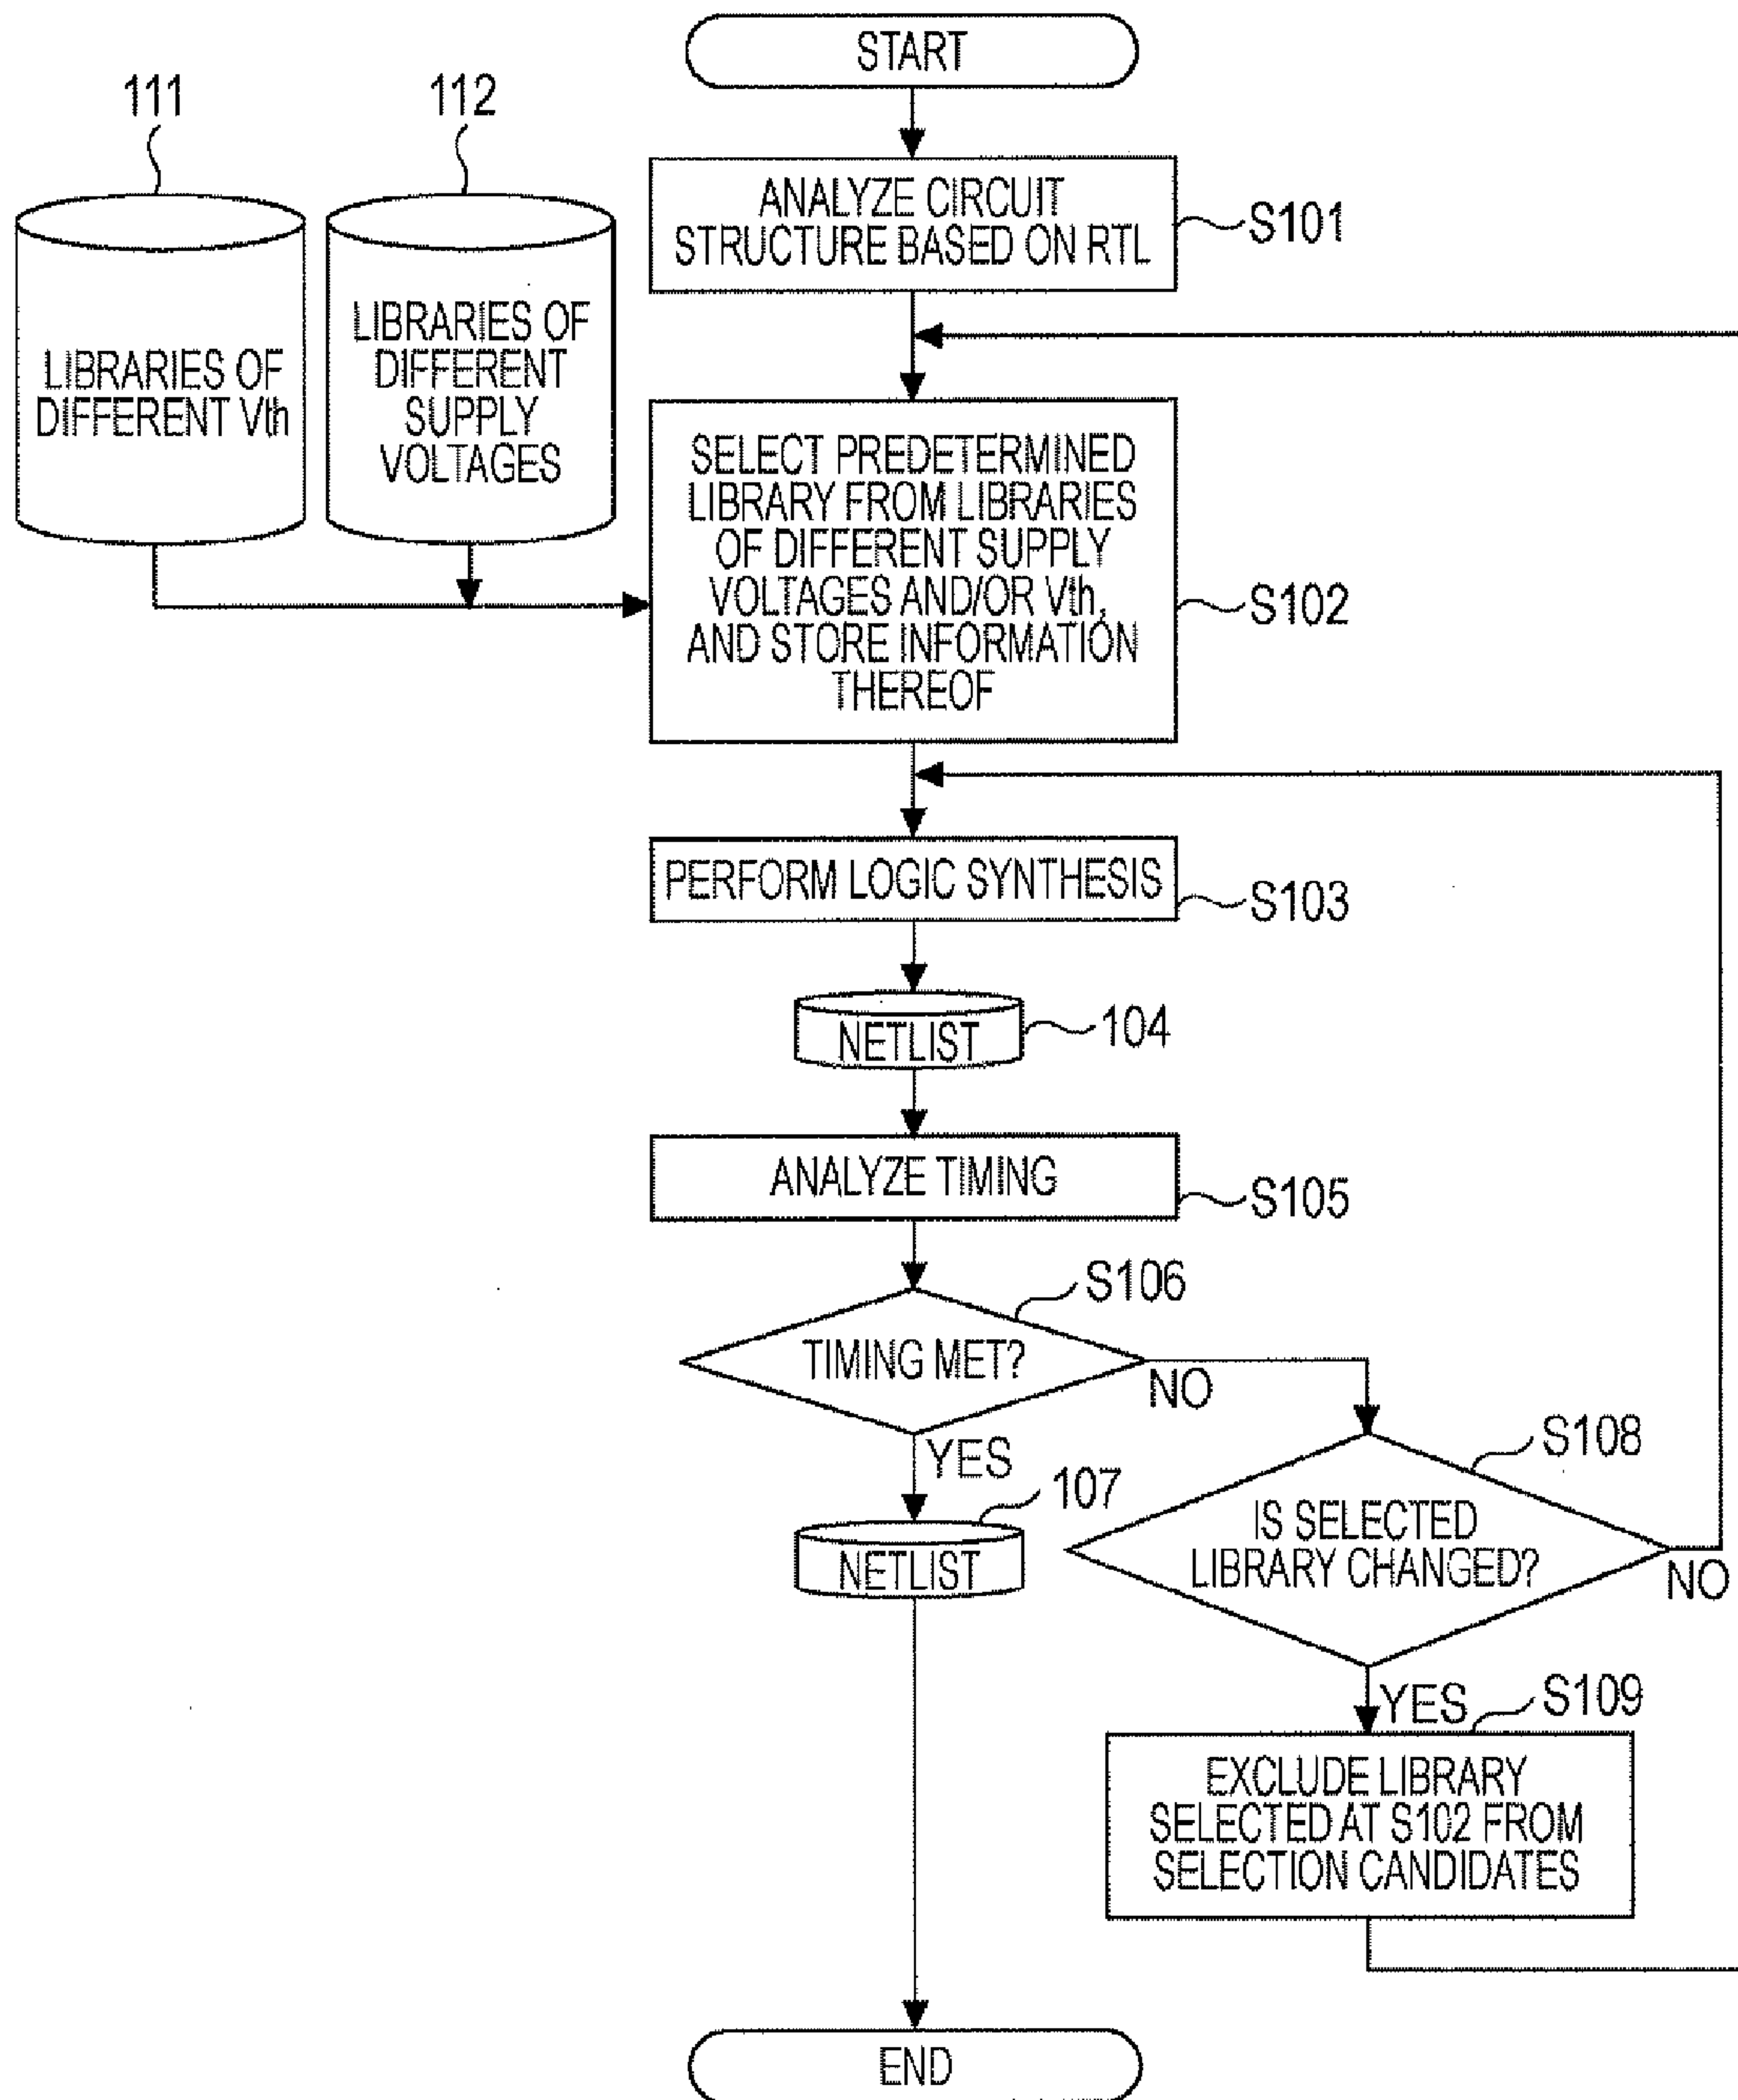 START
111
112
ANALYZE CIRCUIT
STRUCTURE BASED ON RTL
S101
LIBRARIES OF
DIFFERENT Vth
LIBRARIES OF
DIFFERENT
SUPPLY
VOLTAGES
SELECT PREDETERMINED
LIBRARY FROM LIBRARIES
OF DIFFERENT SUPPLY
VOLTAGES AND/OR Vth,
AND STORE INFORMATION
THEREOF
S102
PERFORM LOGIC SYNTHESIS
S103
NETLIST
104
ANALYZE TIMING
S105
S106
TIMING MET?
NO
YES
S108
107
IS SELECTED
LIBRARY CHANGED?
NO
NETLIST
YES
S109
EXCLUDE LIBRARY
SELECTED AT S102 FROM
SELECTION CANDIDATES
END